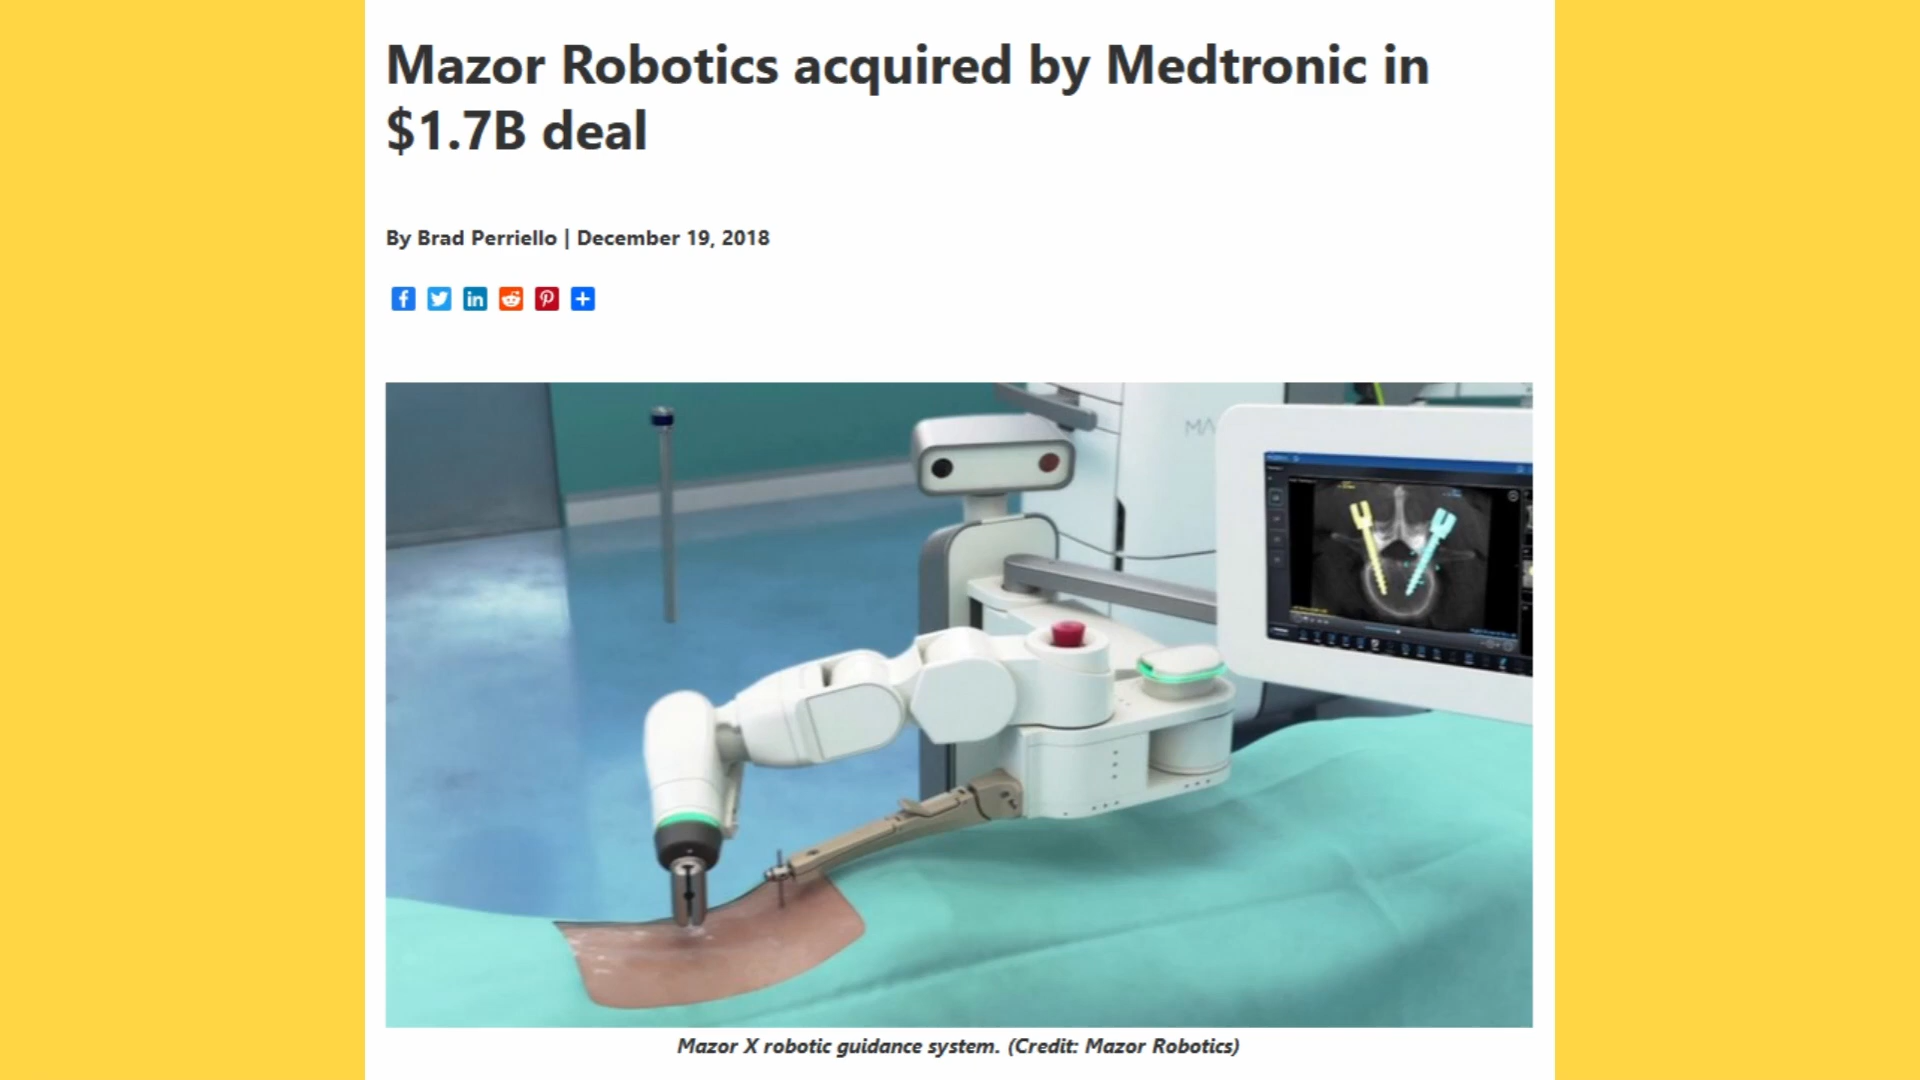 Mazor Robotics acquired by Medtronic in
$1.7B deal
By Brad Perriello | December 19, 2018
MA
Mazor X robotic guidance system. (Credit: Mazor Robotics)